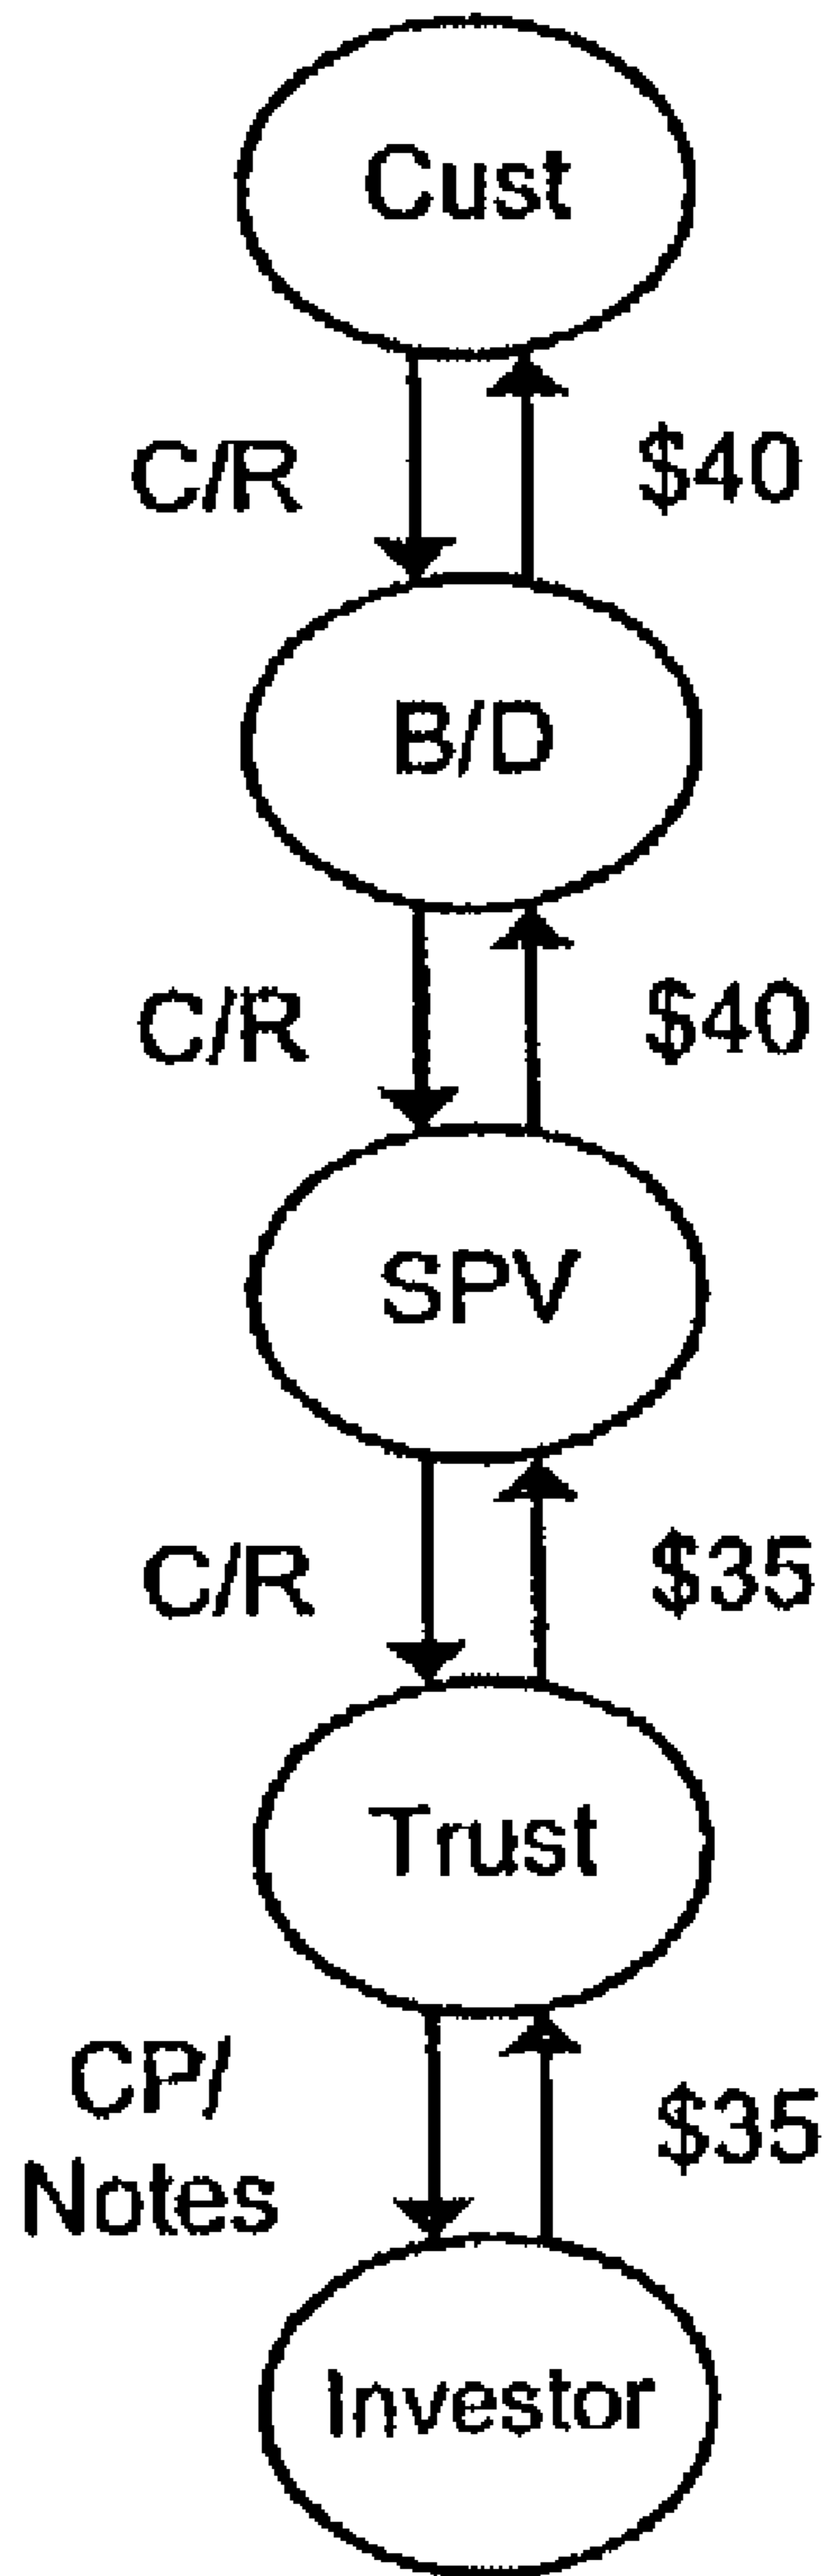 Cust
C/R
$40
B/D
C/R
$40
SPV
C/R
$35
Trust
CP/
Notes
$35
Investor